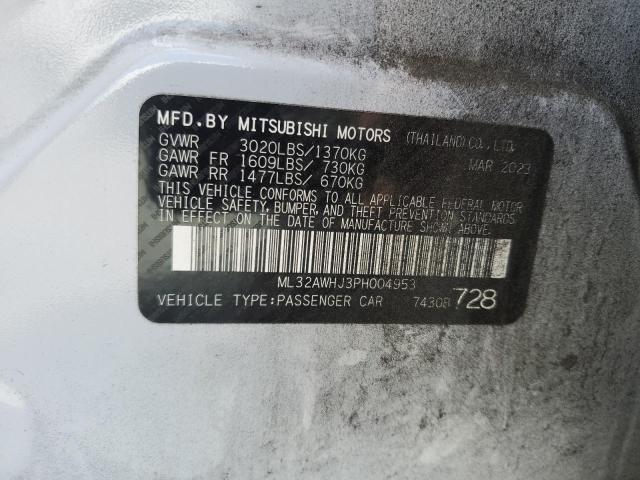 MFD.BY MITSUBISHI MOTORS (THAILAND) CO., LTD.
GVWR 3020LBS/1370KG MAR 2023
GAWR FR 1609LBS/ 730KG
GAWR RR 1477LBS/ 670KG
THIS VEHICLE CONFORMS TO ALL APPLICABLE FEDERAL MOTOR
VEHICLE SAFETY, BUMPER, AND THEFT PREVENTION STANDARDS
IN EFFECT ON THE DATE OF MANUFACTURE SHOWN ABOVE.
ML32AWHJ3PH004953
VEHICLE TYPE:PASSENGER CAR 74308 728